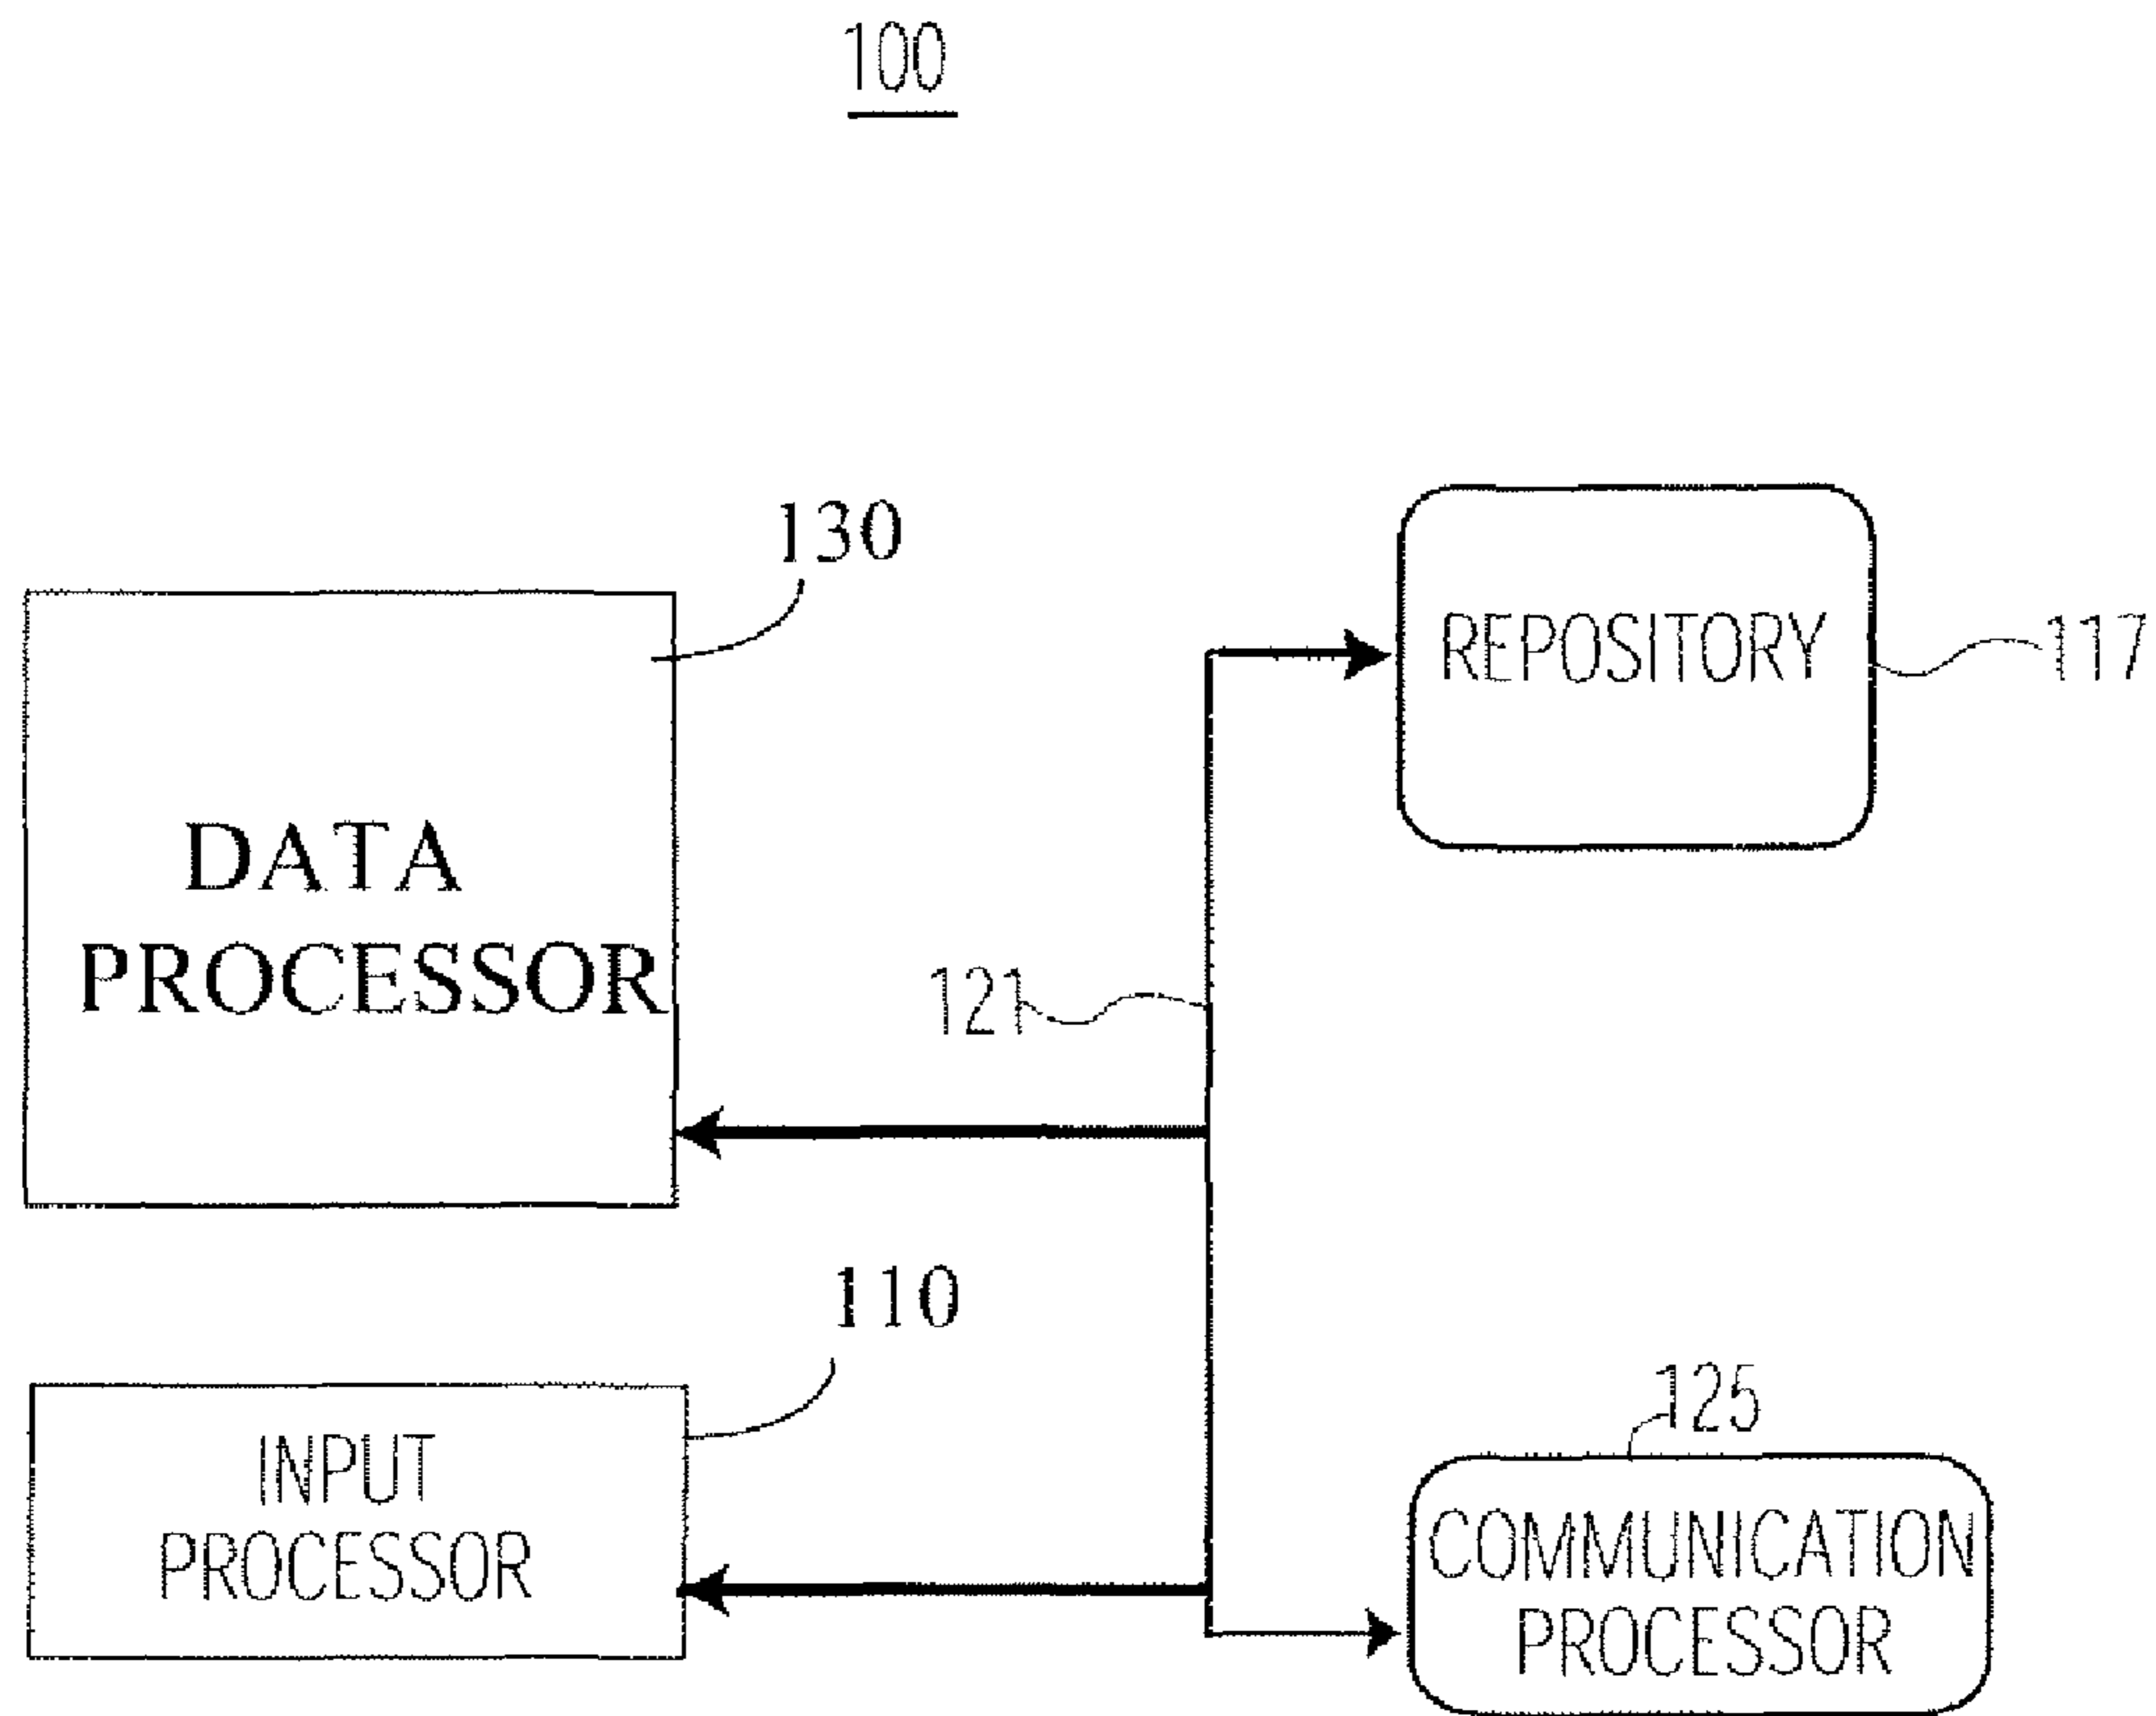 100
130
DATA
PROCESSOR
REPOSITORY
117
121
110
INPUT
PROCESSOR
125
COMMUNICATION
PROCESSOR